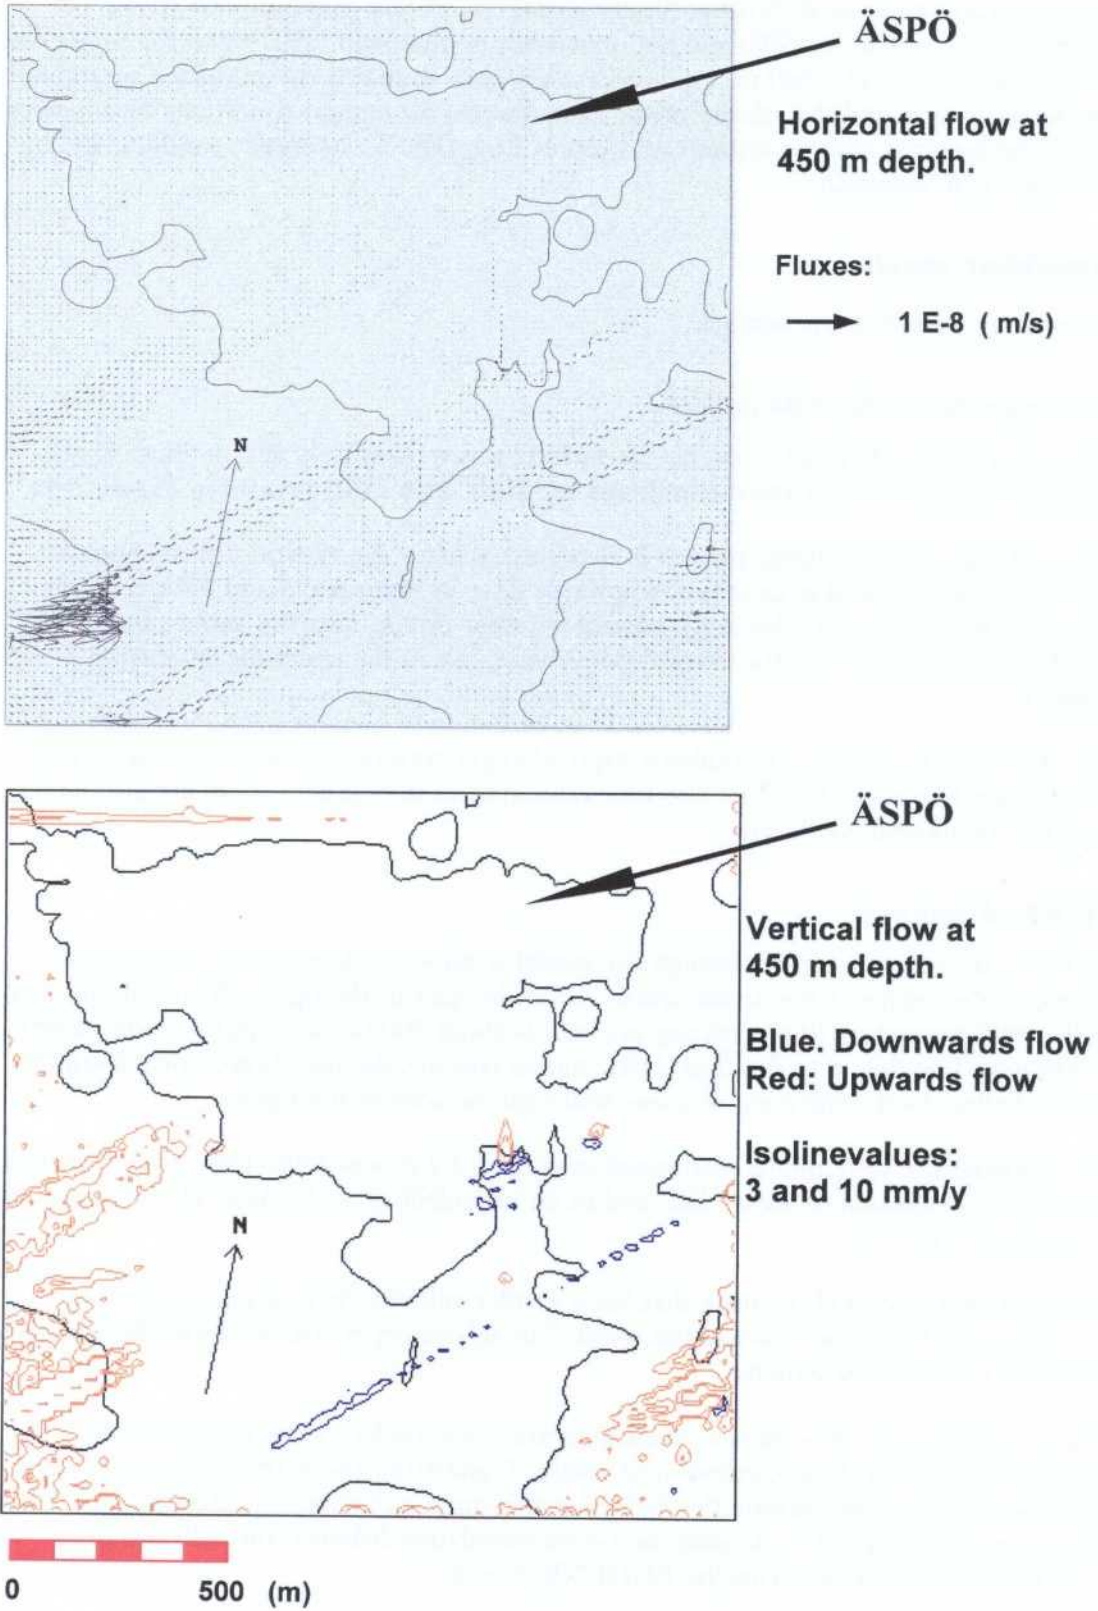 ÄSPÖ
Horizontal flow at
450 m depth.
Fluxes:
1 E-8 ( m/s)
N
ÄSPÖ
Vertical flow at
450 m depth.
Blue. Downwards flow
Red: Upwards flow
Isolinevalues:
3 and 10 mm/y
N
0 500 (m)